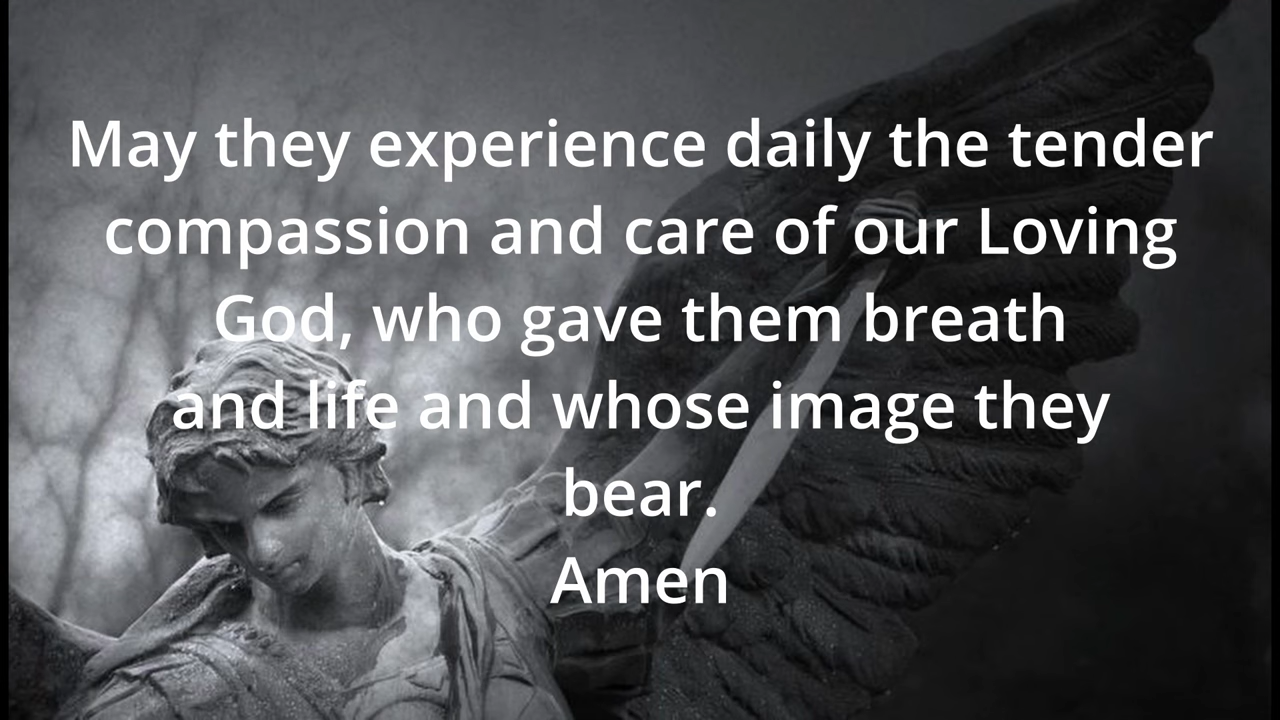 May they experience daily the tender
compassion and care of our Loving
God, who gave them breath
and life and whose image they
bear.
Amen